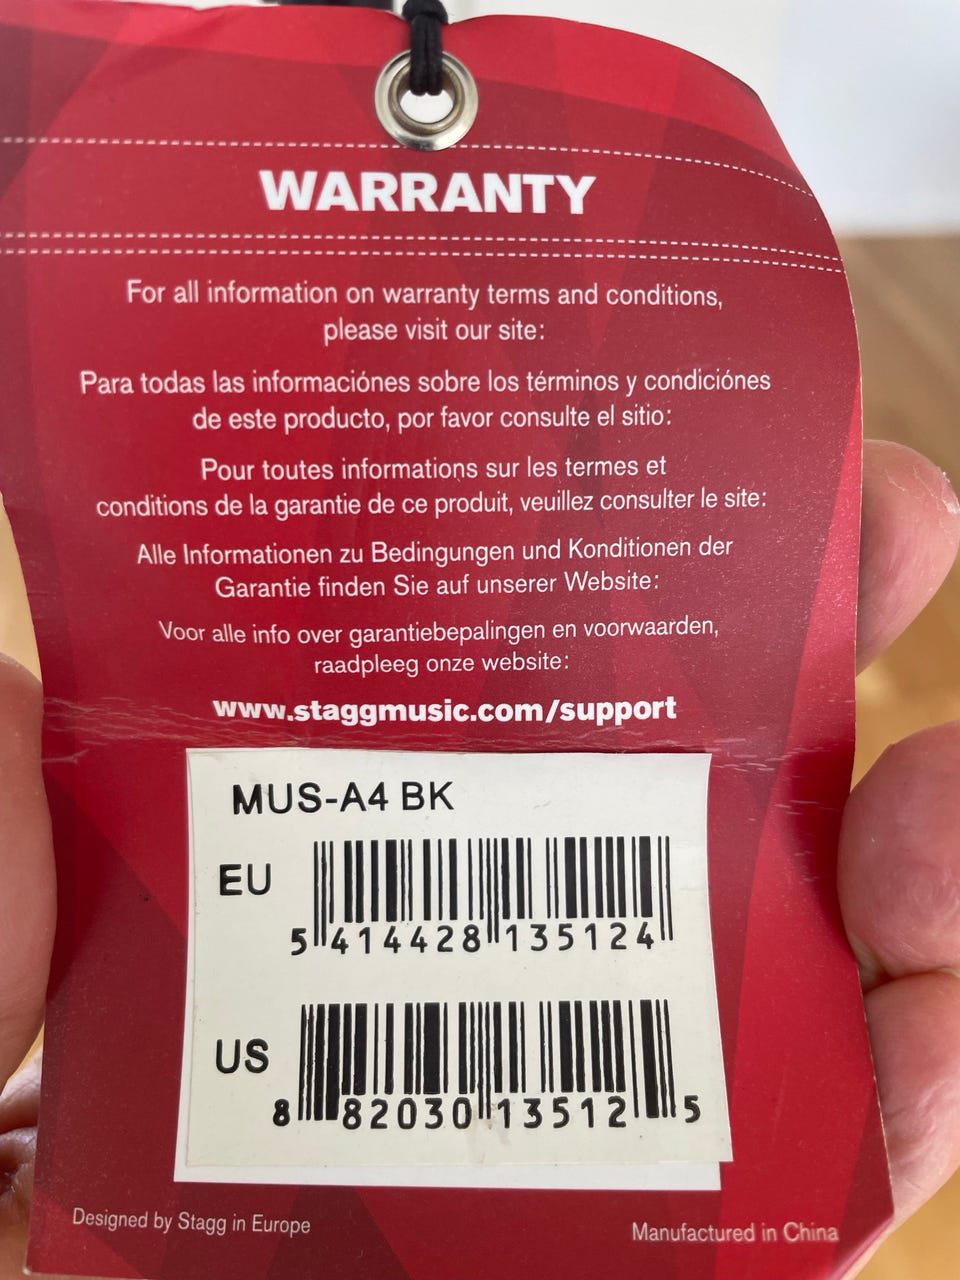 WARRANTY
For all information on warranty terms and conditions,
please visit our site:
Para todas las informaciónes sobre los términos y condiciónes
de este producto, por favor consulte el sitio:
Pour toutes informations sur les termes et
conditions de la garantie de ce produit, veuillez consulter le site:
Alle Informationen zu Bedingungen und Konditionen der
Garantie finden Sie auf unserer Website:
Voor alle info over garantiebepalingen en voorwaarden,
raadpleeg onze website:
www.staggmusic.com/support
MUS-A4 BK
EU
5 414428 135124
US
8 82030 13512 5
Designed by Stagg in Europe
Manufactured in China